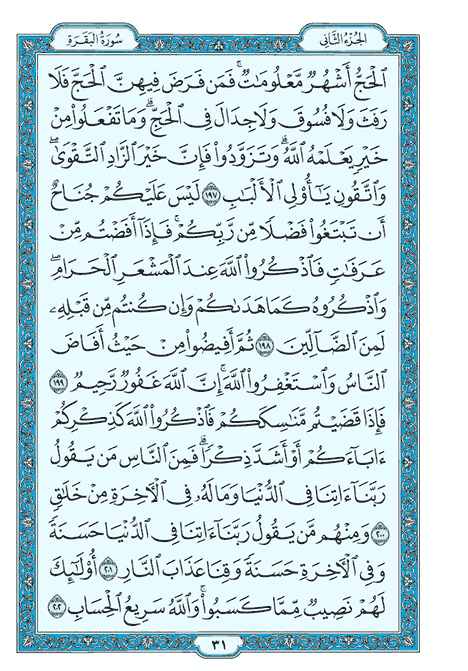 الجُزْءُ الثَّانِي
سُورَةُ البَقَرَةِ
ٱلْحَجُّ أَشْهُرٌ مَّعْلُومَٰتٌ ۚ فَمَن فَرَضَ فِيهِنَّ ٱلْحَجَّ فَلَا
رَفَثَ وَلَا فُسُوقَ وَلَا جِدَالَ فِى ٱلْحَجِّ ۗ وَمَا تَفْعَلُوا۟ مِنْ
خَيْرٍ يَعْلَمْهُ ٱللَّهُ ۗ وَتَزَوَّدُوا۟ فَإِنَّ خَيْرَ ٱلزَّادِ ٱلتَّقْوَىٰ ۚ
وَٱتَّقُونِ يَٰٓأُو۟لِى ٱلْأَلْبَٰبِ ١٩٧ لَيْسَ عَلَيْكُمْ جُنَاحٌ
أَن تَبْتَغُوا۟ فَضْلًا مِّن رَّبِّكُمْ ۚ فَإِذَآ أَفَضْتُم مِّنْ
عَرَفَٰتٍ فَٱذْكُرُوا۟ ٱللَّهَ عِندَ ٱلْمَشْعَرِ ٱلْحَرَامِ ۖ
وَٱذْكُرُوهُ كَمَا هَدَىٰكُمْ وَإِن كُنتُم مِّن قَبْلِهِۦ
لَمِنَ ٱلضَّآلِّينَ ١٩٨ ثُمَّ أَفِيضُوا۟ مِنْ حَيْثُ أَفَاضَ
ٱلنَّاسُ وَٱسْتَغْفِرُوا۟ ٱللَّهَ ۚ إِنَّ ٱللَّهَ غَفُورٌ رَّحِيمٌ ١٩٩
فَإِذَا قَضَيْتُم مَّنَٰسِكَكُمْ فَٱذْكُرُوا۟ ٱللَّهَ كَذِكْرِكُمْ
ءَابَآءَكُمْ أَوْ أَشَدَّ ذِكْرًا ۗ فَمِنَ ٱلنَّاسِ مَن يَقُولُ
رَبَّنَآ ءَاتِنَا فِى ٱلدُّنْيَا وَمَا لَهُۥ فِى ٱلْءَاخِرَةِ مِنْ خَلَٰقٍ
٢٠٠ وَمِنْهُم مَّن يَقُولُ رَبَّنَآ ءَاتِنَا فِى ٱلدُّنْيَا حَسَنَةً
وَفِى ٱلْءَاخِرَةِ حَسَنَةً وَقِنَا عَذَابَ ٱلنَّارِ ٢٠١ أُو۟لَٰٓئِكَ
لَهُمْ نَصِيبٌ مِّمَّا كَسَبُوا۟ ۚ وَٱللَّهُ سَرِيعُ ٱلْحِسَابِ ٢٠٢
٣١